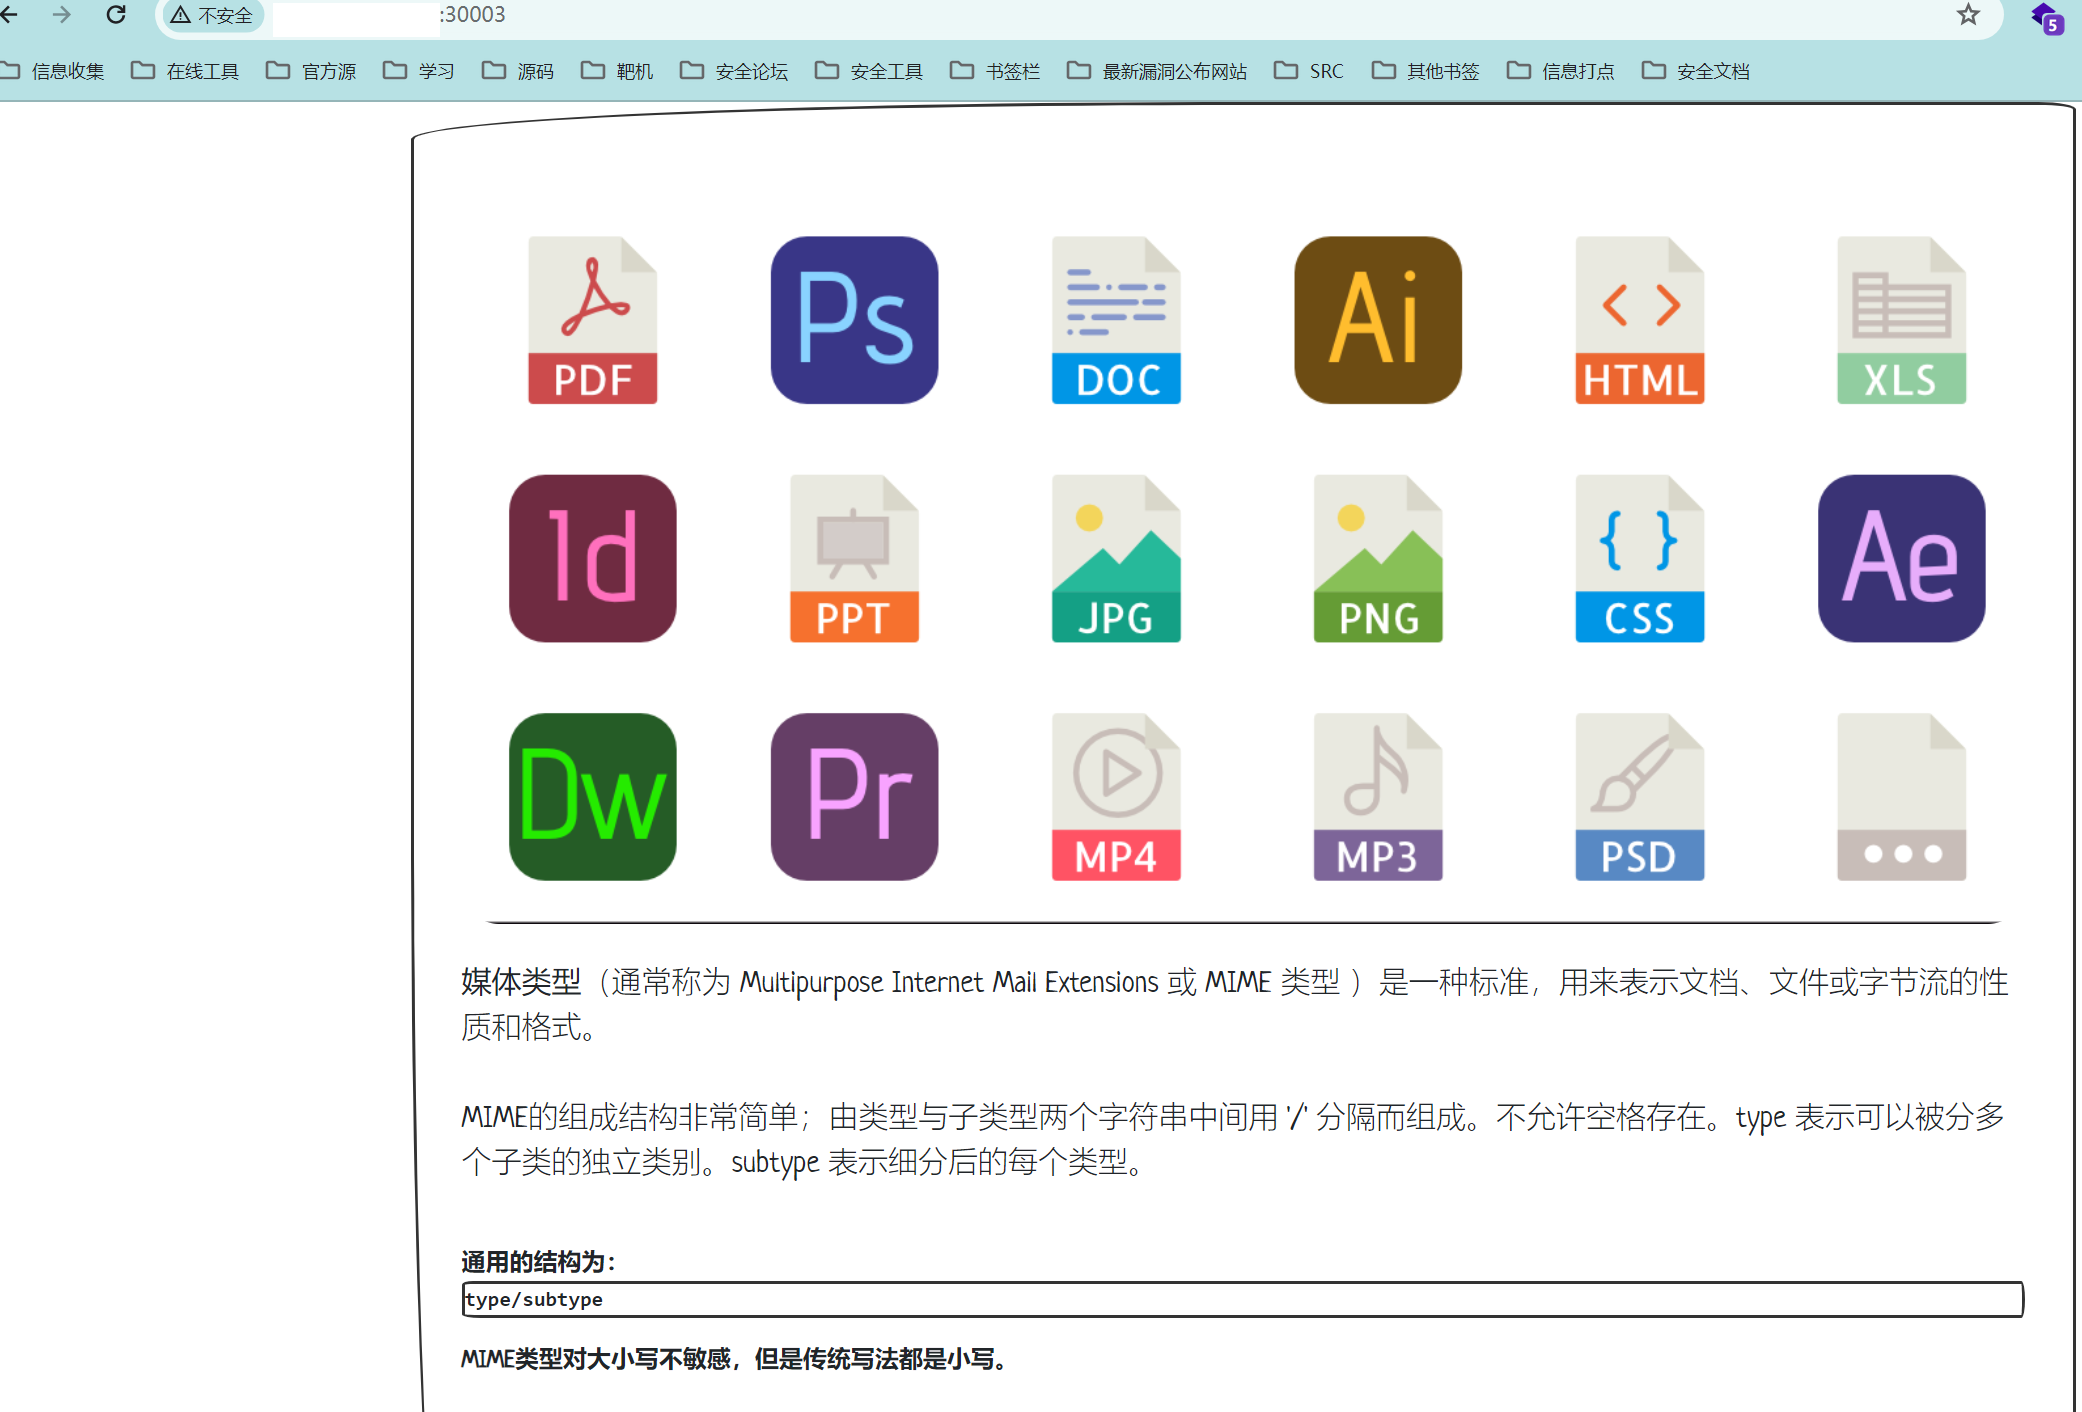 不安全 :30003 5
信息收集 在线工具 官方源 学习 源码 靶机 安全论坛 安全工具 书签栏 最新漏洞公布网站 SRC 其他书签 信息打点 安全文档
PDF Ps DOC Ai HTML XLS
Id PPT JPG PNG CSS Ae
Dw Pr MP4 MP3 PSD
媒体类型（通常称为 Multipurpose Internet Mail Extensions 或 MIME 类型 ）是一种标准，用来表示文档、文件或字节流的性
质和格式。
MIME的组成结构非常简单；由类型与子类型两个字符串中间用 '/' 分隔而组成。不允许空格存在。type 表示可以被分多
个子类的独立类别。subtype 表示细分后的每个类型。
通用的结构为：
type/subtype
MIME类型对大小写不敏感，但是传统写法都是小写。